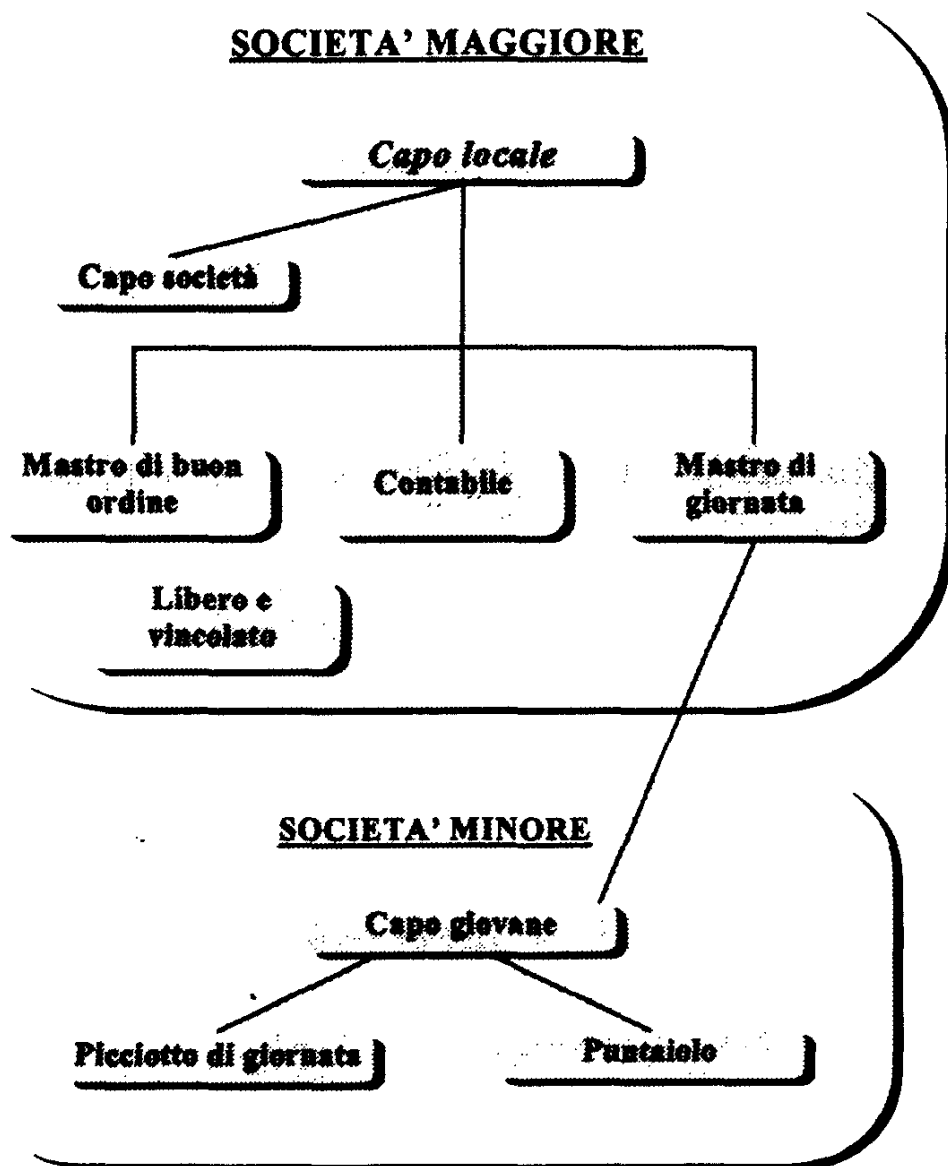 SOCIETA' MAGGIORE
Capo locale
Capo società
Mastro di buon
ordine
Contabile
Mastro di
giornata
Libero e
vincolato
SOCIETA' MINORE
Capo giovane
Picciotto di giornata
Puntaiolo